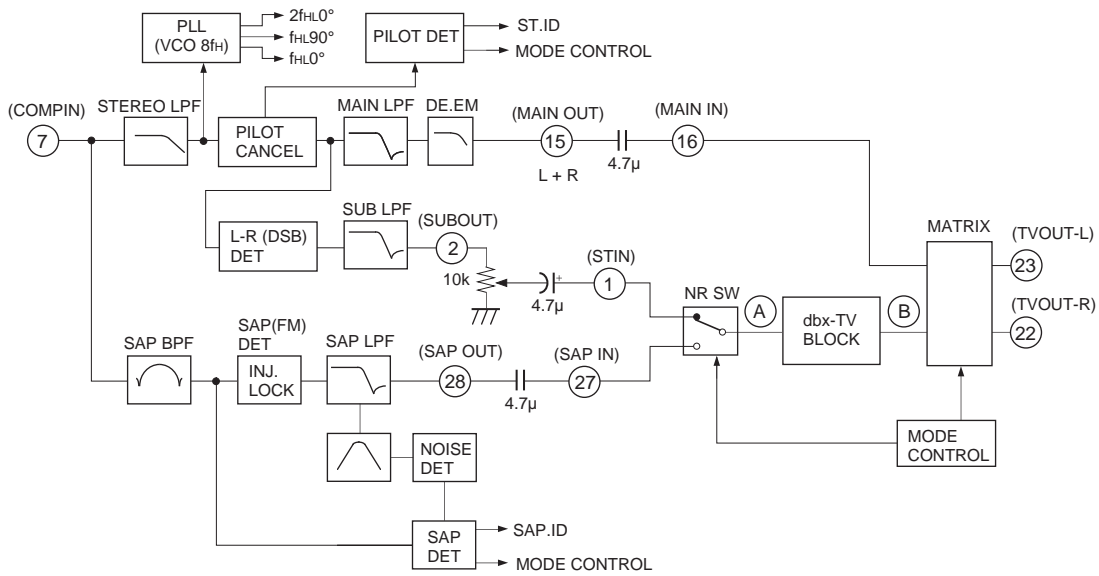 2fHL0°
PLL
(VCO 8fH)
fHL90°
fHL0°
PILOT DET
ST.ID
MODE CONTROL
(COMPIN)
7
STEREO LPF
PILOT
CANCEL
MAIN LPF
DE.EM
(MAIN OUT)
15
L + R
4.7µ
(MAIN IN)
16
L-R (DSB)
DET
SUB LPF
(SUBOUT)
2
10k
4.7µ
+
(STIN)
1
NR SW
A
dbx-TV
BLOCK
B
MATRIX
(TVOUT-L)
23
(TVOUT-R)
22
SAP BPF
SAP(FM)
DET
INJ.
LOCK
SAP LPF
(SAP OUT)
28
4.7µ
(SAP IN)
27
NOISE
DET
MODE
CONTROL
SAP
DET
SAP.ID
MODE CONTROL